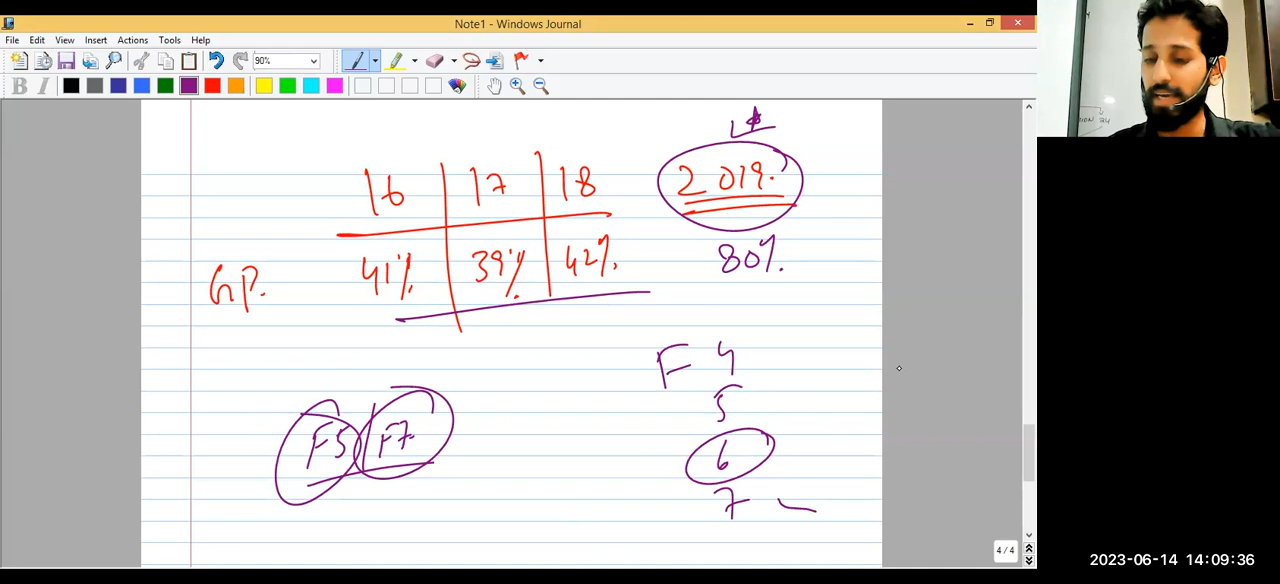 Note1 - Windows Journal
File Edit View Insert Actions Tools Help
90%
B I
16 17 18 2019.
GP. 41% 39% 42% 80%.
F 4
5
F5 F7. 6
7
4/4
2023-06-14 14:09:36